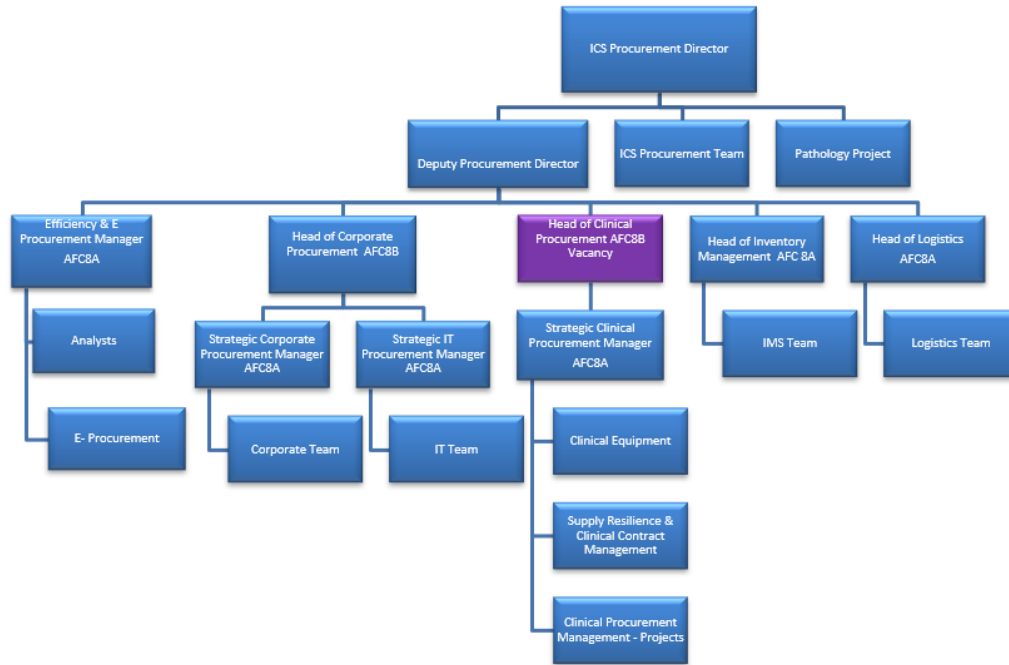 ICS Procurement Director
Deputy Procurement Director
ICS Procurement Team
Pathology Project
Efficiency & E
Procurement Manager
AFC8A
Head of Corporate
Procurement AFC8B
Head of Clinical
Procurement AFC8B
Vacancy
Head of Inventory
Management AFC 8A
Head of Logistics
AFC8A
Analysts
Strategic Corporate
Procurement Manager
AFC8A
Strategic IT
Procurement Manager
AFC8A
Strategic Clinical
Procurement Manager
AFC8A
IMS Team
Logistics Team
E- Procurement
Corporate Team
IT Team
Clinical Equipment
Supply Resilience &
Clinical Contract
Management
Clinical Procurement
Management - Projects